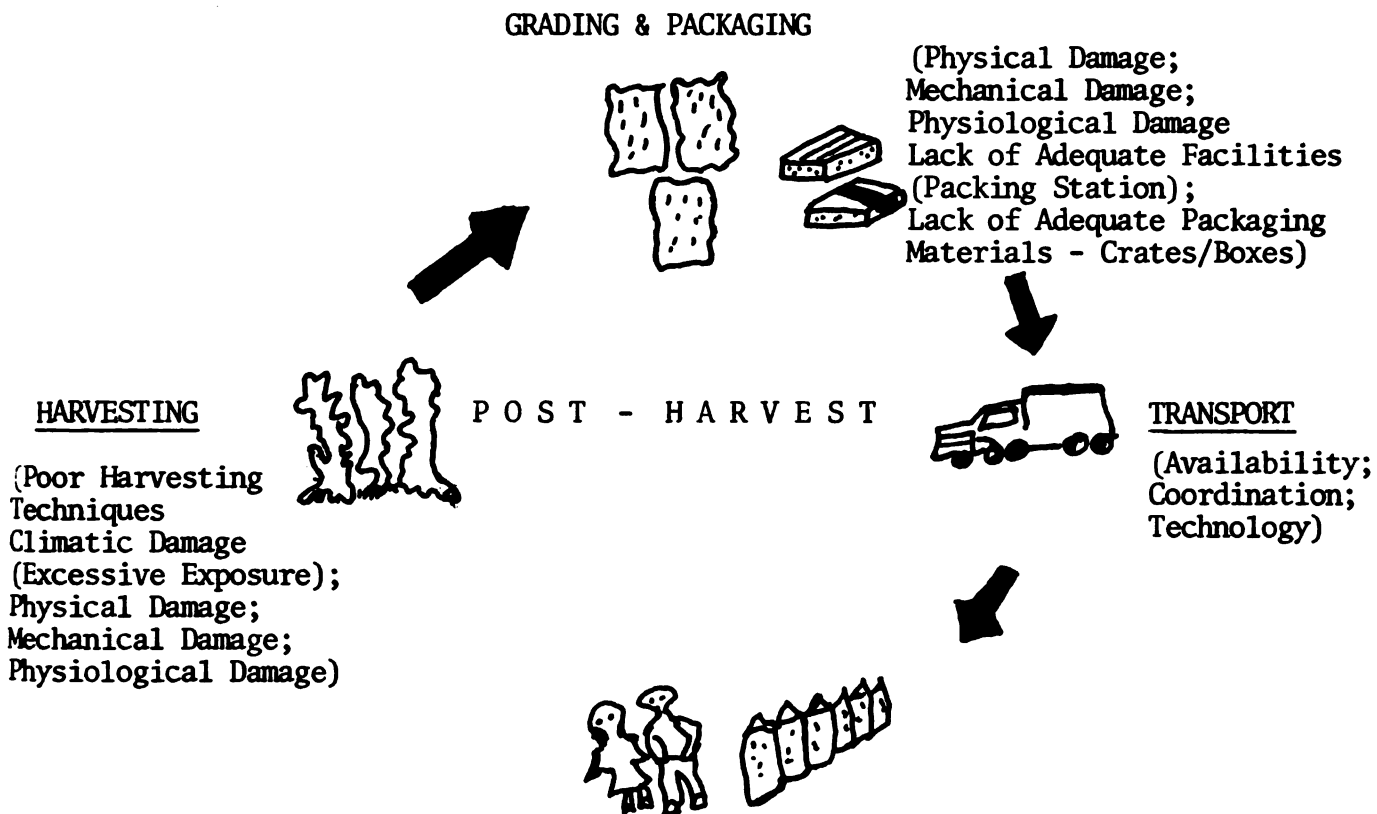 GRADING & PACKAGING
(Physical Damage;
Mechanical Damage;
Physiological Damage
Lack of Adequate Facilities
(Packing Station);
Lack of Adequate Packaging
Materials - Crates/Boxes)
HARVESTING
(Poor Harvesting
Techniques
Climatic Damage
(Excessive Exposure);
Physical Damage;
Mechanical Damage;
Physiological Damage)
POST - HARVEST
TRANSPORT
(Availability;
Coordination;
Technology)